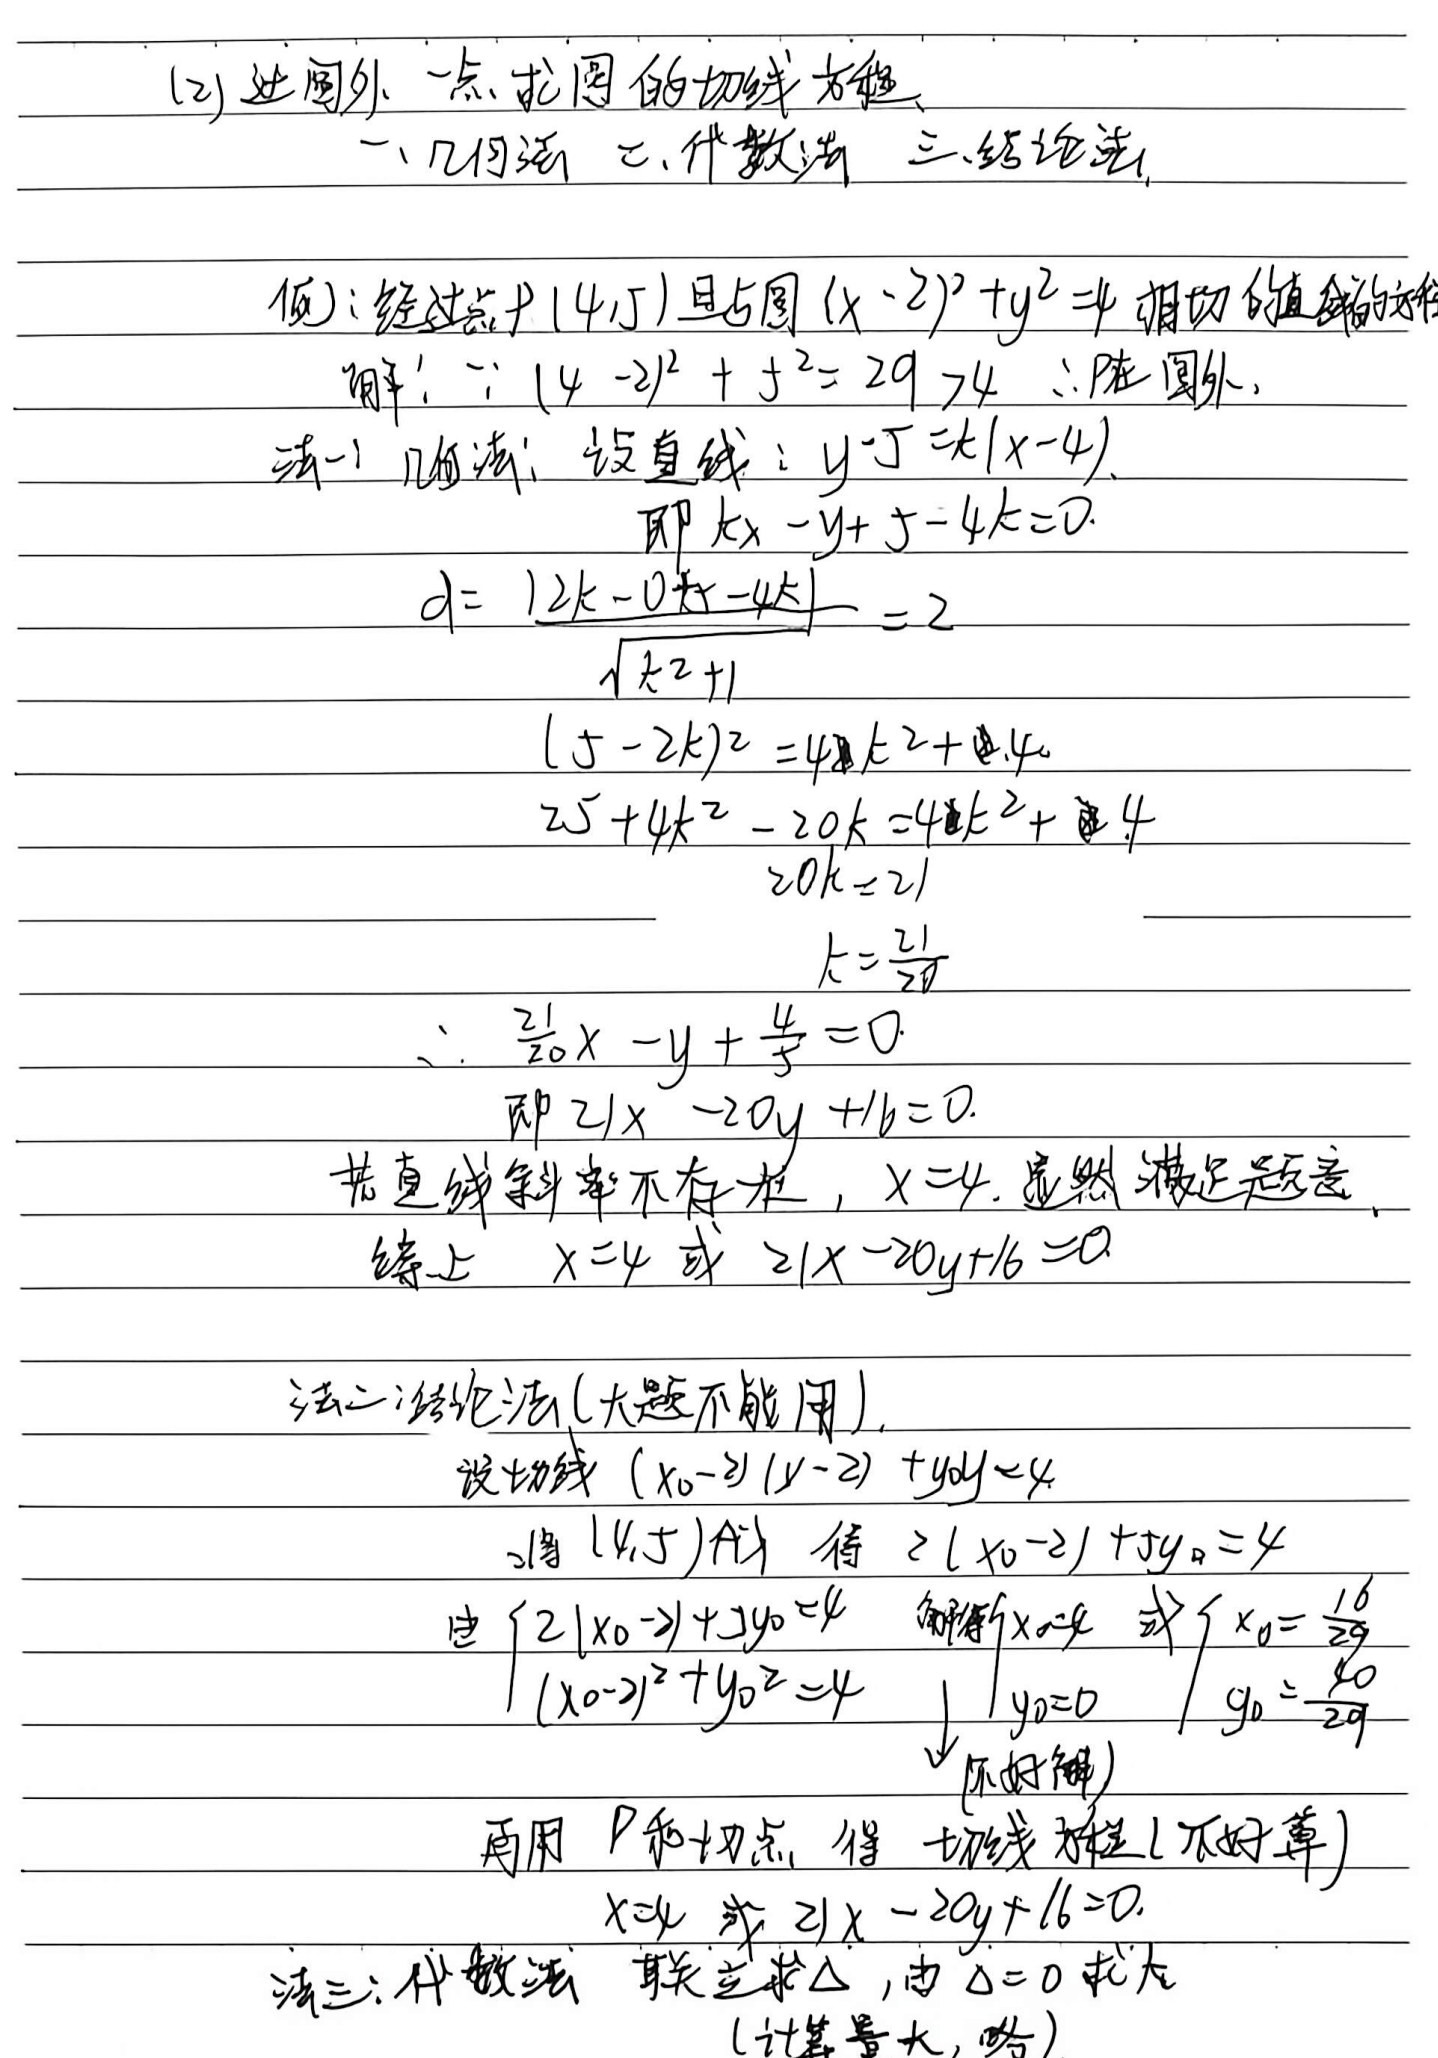 (2) 过圆外一点求圆的切线方程、
一、几何法 二、代数法 三、结论法、
例:经过点P(4,5)且与圆(x-2)²+y²=4相切的直线的方程
解: ∵ (4-2)²+5²=29>4 ∴P在圆外.
法一: 几何法: 设直线: y-5=k(x-4).
即 kx-y+5-4k=0.
d= |2k-0+5-4k| / √(k²+1) =2
(5-2k)²=4k²+4.
25+4k²-20k=4k²+4
20k=21
k=21/20
∴ 21/20 x-y+4/5=0.
即 21x-20y+16=0.
若直线斜率不存在, x=4.显然满足题意、
综上 x=4 或 21x-20y+16=0.
法二:结论法(大题不能用).
设切线 (x₀-2)(x-2)+y₀y=4
将(4,5)代入 得 2(x₀-2)+5y₀=4
由 { 2(x₀-2)+5y₀=4 解得 { x₀=4 或 { x₀=16/29
(x₀-2)²+y₀²=4 ↓ y₀=0 y₀=40/29
(不好解)
再用 P和切点 得 切线方程(不好算)
x=4 或 21x-20y+16=0.
法三:代数法 联立求△,由 △=0 求k
(计算量大,略)